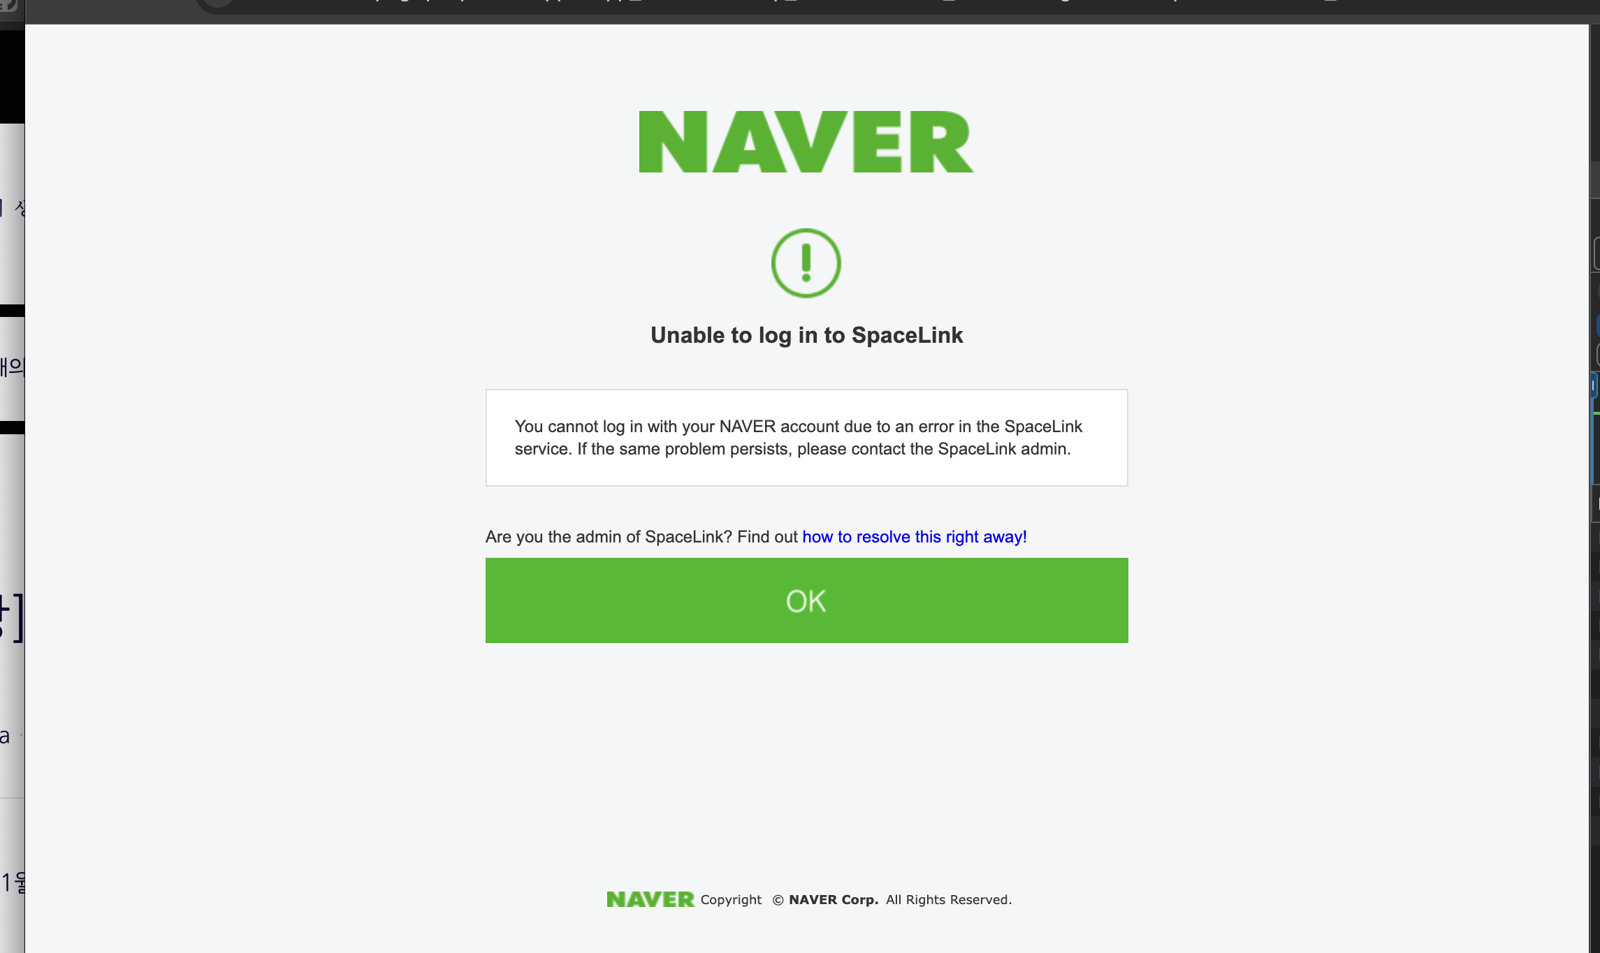 NAVER
Unable to log in to SpaceLink
You cannot log in with your NAVER account due to an error in the SpaceLink
service. If the same problem persists, please contact the SpaceLink admin.
Are you the admin of SpaceLink? Find out how to resolve this right away!
OK
NAVER Copyright © NAVER Corp. All Rights Reserved.